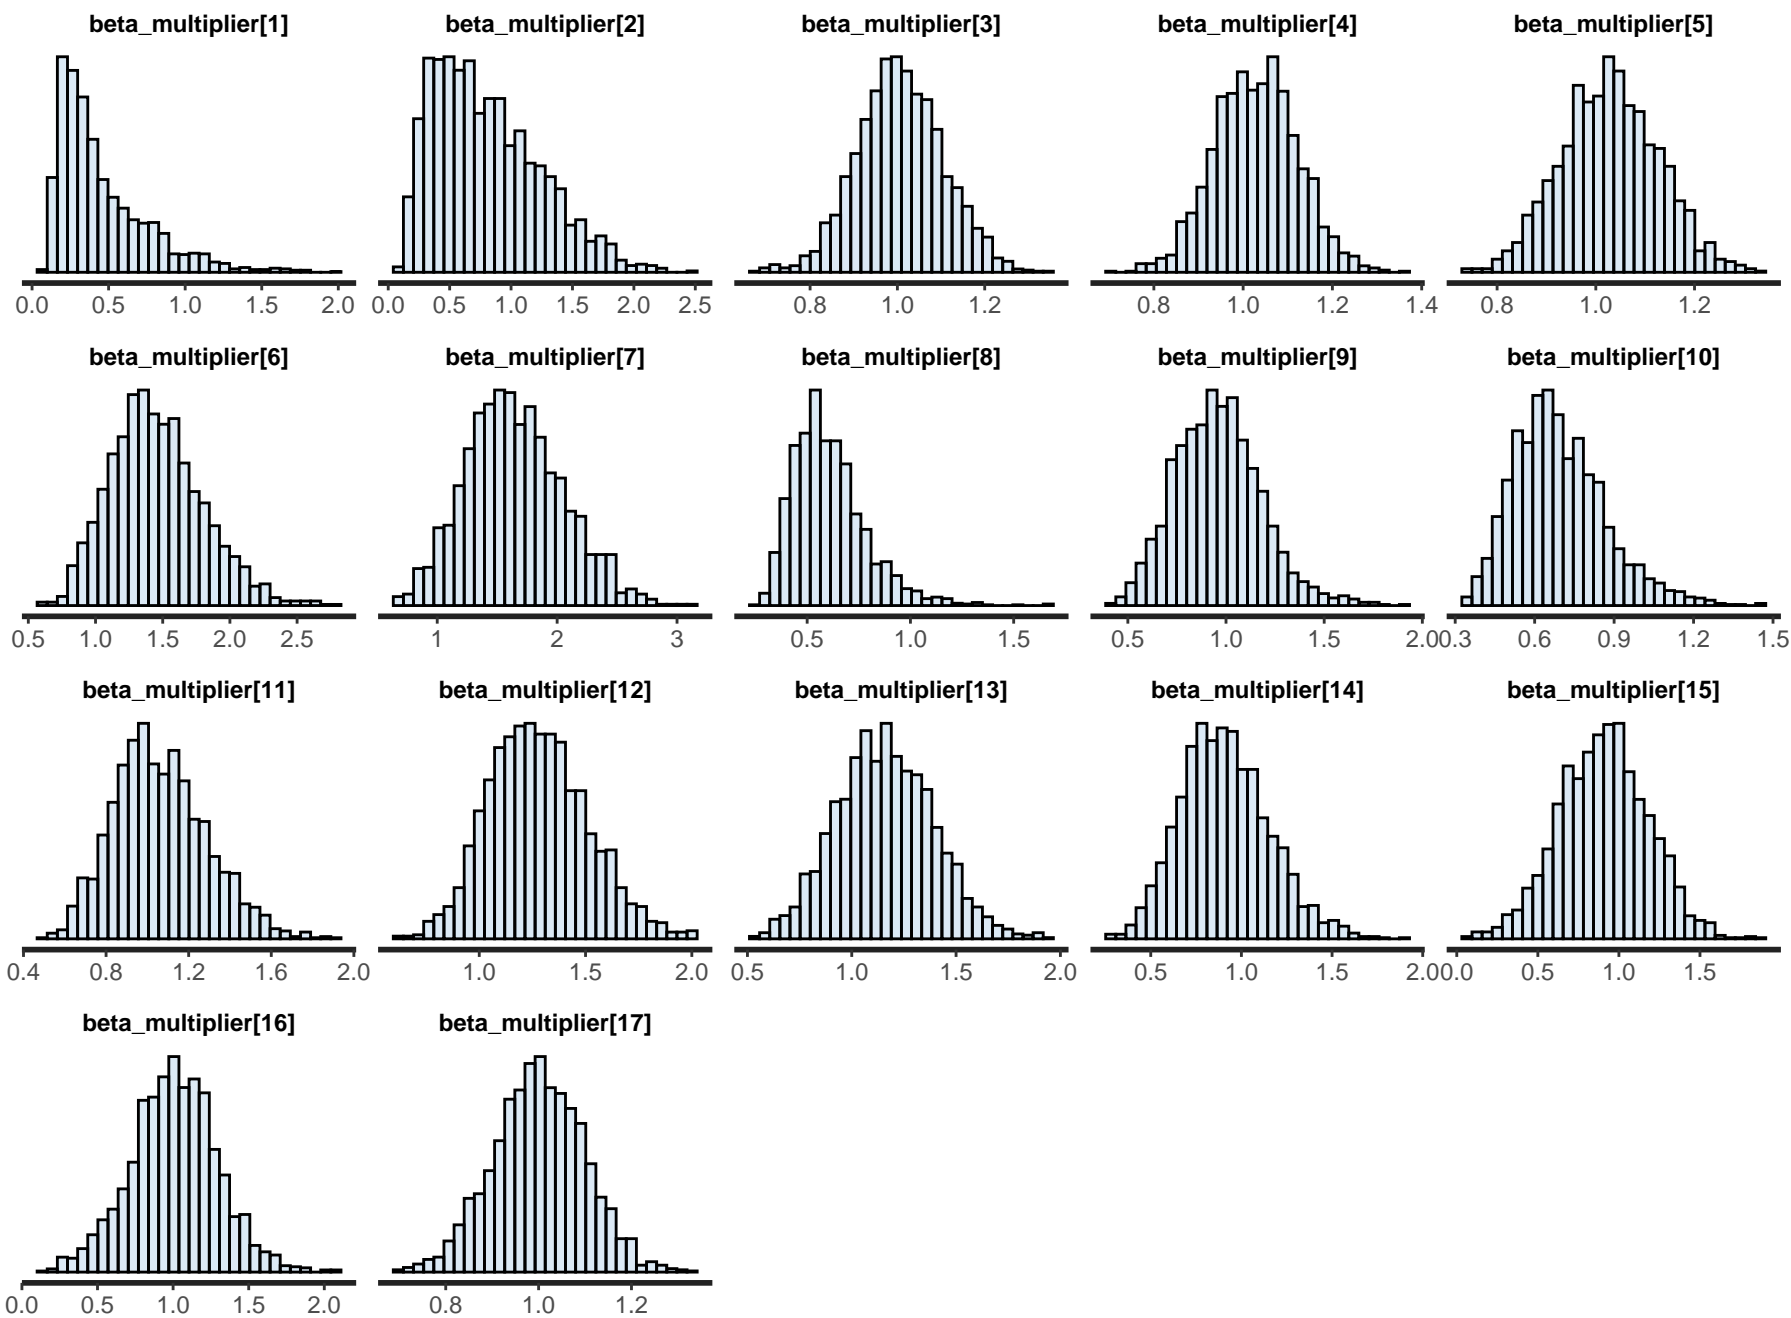 beta_multiplier[1] beta_multiplier[2] beta_multiplier[3] beta_multiplier[4] beta_multiplier[5]
0.0 0.5 1.0 1.5 2.0 0.0 0.5 1.0 1.5 2.0 2.5 0.8 1.0 1.2 0.8 1.0 1.2 1.4 0.8 1.0 1.2
beta_multiplier[6] beta_multiplier[7] beta_multiplier[8] beta_multiplier[9] beta_multiplier[10]
0.5 1.0 1.5 2.0 2.5 1 2 3 0.5 1.0 1.5 0.5 1.0 1.5 2.0 0.3 0.6 0.9 1.2 1.5
beta_multiplier[11] beta_multiplier[12] beta_multiplier[13] beta_multiplier[14] beta_multiplier[15]
0.4 0.8 1.2 1.6 2.0 1.0 1.5 2.0 0.5 1.0 1.5 2.0 0.5 1.0 1.5 2.0 0.0 0.5 1.0 1.5
beta_multiplier[16] beta_multiplier[17]
0.0 0.5 1.0 1.5 2.0 0.8 1.0 1.2